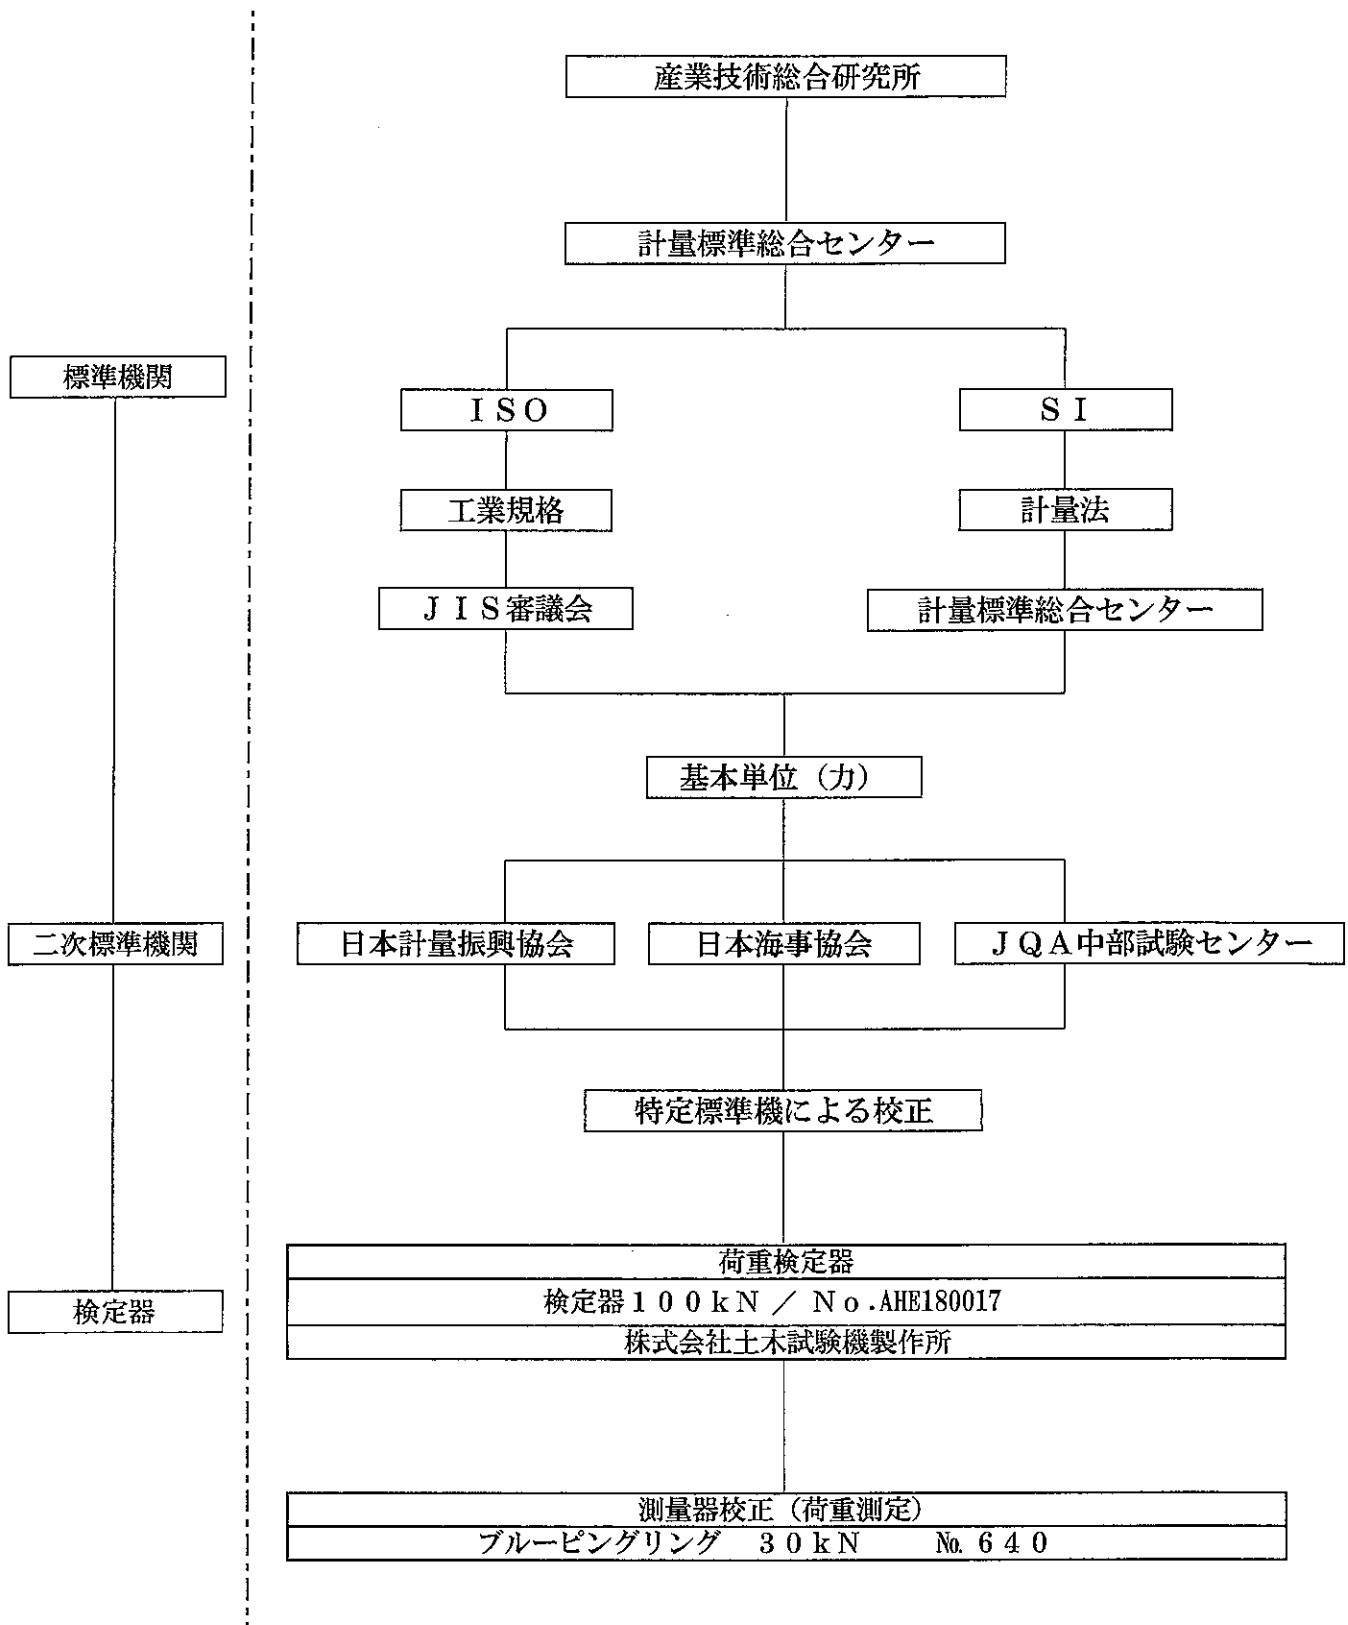 産業技術総合研究所
計量標準総合センター
標準機関
ＩＳＯ
ＳＩ
工業規格
計量法
ＪＩＳ審議会
計量標準総合センター
基本単位（力）
二次標準機関
日本計量振興協会
日本海事協会
ＪＱＡ中部試験センター
特定標準機による校正
荷重検定器
検定器１００ｋＮ ／ Ｎｏ.AHE180017
検定器
株式会社土木試験機製作所
測量器校正（荷重測定）
ブルーピングリング　３０ｋＮ　　　№ ６４０